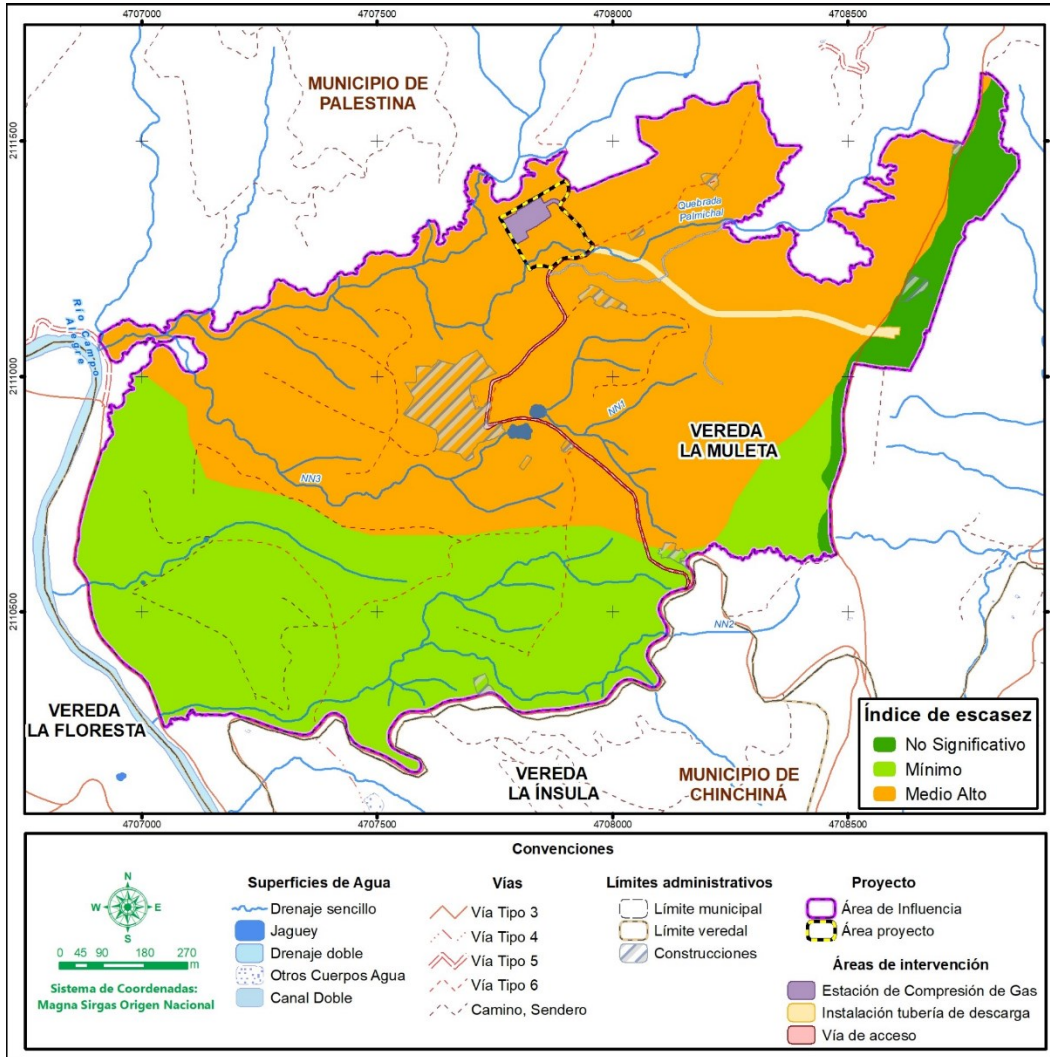 4707000
4707500
4708000
4708500
2111500
2111000
2110500
MUNICIPIO DE
PALESTINA
Quebrada
Palmichal
Río Campo
Alegre
NN1
VEREDA
LA MULETA
NN3
NN2
VEREDA
LA FLORESTA
VEREDA
LA ÍNSULA
MUNICIPIO DE
CHINCHINÁ
Índice de escasez
No Significativo
Mínimo
Medio Alto
4707000
4707500
4708000
4708500
Convenciones
N
W
E
S
0 45 90 180 270
m
Sistema de Coordenadas:
Magna Sirgas Origen Nacional
Superficies de Agua
Drenaje sencillo
Jaguey
Drenaje doble
Otros Cuerpos Agua
Canal Doble
Vías
Vía Tipo 3
Vía Tipo 4
Vía Tipo 5
Vía Tipo 6
Camino, Sendero
Límites administrativos
Límite municipal
Límite veredal
Construcciones
Proyecto
Área de Influencia
Área proyecto
Áreas de intervención
Estación de Compresión de Gas
Instalación tubería de descarga
Vía de acceso